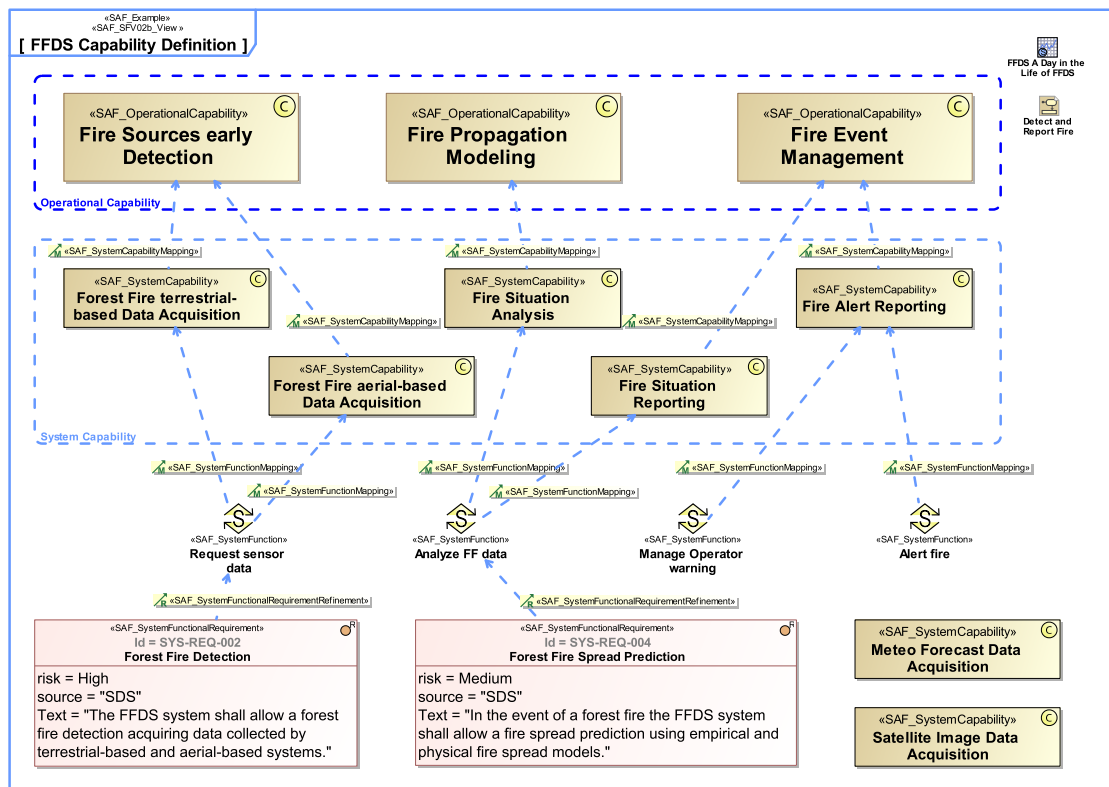 «SAF_Example»
«SAF_SFV02b_View »
[ FFDS Capability Definition ]
FFDS A Day in the
Life of FFDS
Detect and
Report Fire
«SAF_OperationalCapability»
Fire Sources early
Detection
C
«SAF_OperationalCapability»
Fire Propagation
Modeling
C
«SAF_OperationalCapability»
Fire Event
Management
C
Operational Capability
M «SAF_SystemCapabilityMapping»
M «SAF_SystemCapabilityMapping»
M «SAF_SystemCapabilityMapping»
«SAF_SystemCapability»
Forest Fire terrestrial-
based Data Acquisition
C
«SAF_SystemCapability»
Fire Situation
Analysis
C
«SAF_SystemCapability»
Fire Alert Reporting
C
M «SAF_SystemCapabilityMapping»
M «SAF_SystemCapabilityMapping»
«SAF_SystemCapability»
Forest Fire aerial-based
Data Acquisition
C
«SAF_SystemCapability»
Fire Situation
Reporting
C
System Capability
M «SAF_SystemFunctionMapping»
M «SAF_SystemFunctionMapping»
M «SAF_SystemFunctionMapping»
M «SAF_SystemFunctionMapping»
M «SAF_SystemFunctionMapping»
M «SAF_SystemFunctionMapping»
S
«SAF_SystemFunction»
Request sensor
data
S
«SAF_SystemFunction»
Analyze FF data
S
«SAF_SystemFunction»
Manage Operator
warning
S
«SAF_SystemFunction»
Alert fire
R «SAF_SystemFunctionalRequirementRefinement»
R «SAF_SystemFunctionalRequirementRefinement»
«SAF_SystemFunctionalRequirement»
R
Id = SYS-REQ-002
Forest Fire Detection
risk = High
source = "SDS"
Text = "The FFDS system shall allow a forest
fire detection acquiring data collected by
terrestrial-based and aerial-based systems."
«SAF_SystemFunctionalRequirement»
R
Id = SYS-REQ-004
Forest Fire Spread Prediction
risk = Medium
source = "SDS"
Text = "In the event of a forest fire the FFDS system
shall allow a fire spread prediction using empirical and
physical fire spread models."
«SAF_SystemCapability»
Meteo Forecast Data
Acquisition
C
«SAF_SystemCapability»
Satellite Image Data
Acquisition
C